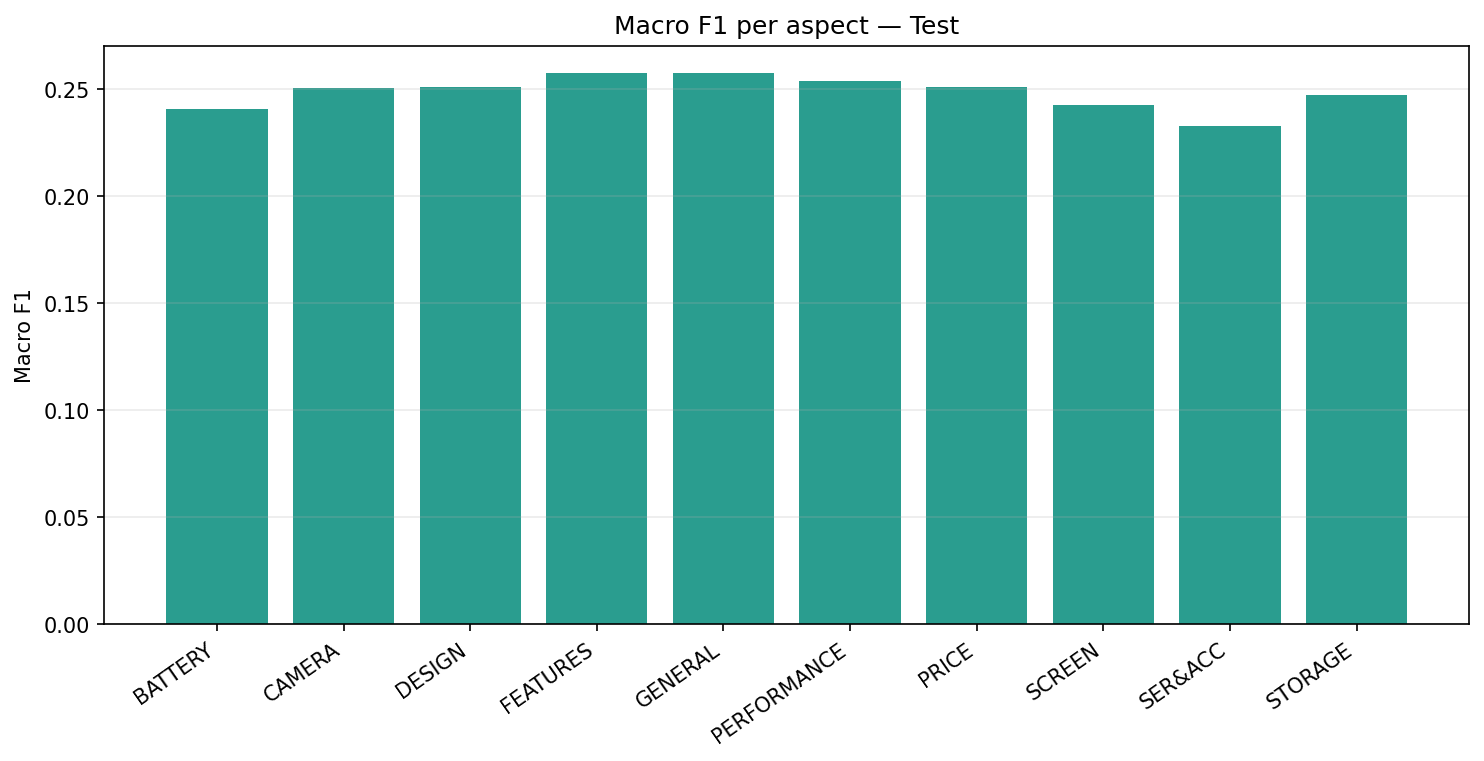 Macro F1 per aspect — Test
Macro F1
0.25
0.20
0.15
0.10
0.05
0.00
BATTERY
CAMERA
DESIGN
FEATURES
GENERAL
PERFORMANCE
PRICE
SCREEN
SER&ACC
STORAGE